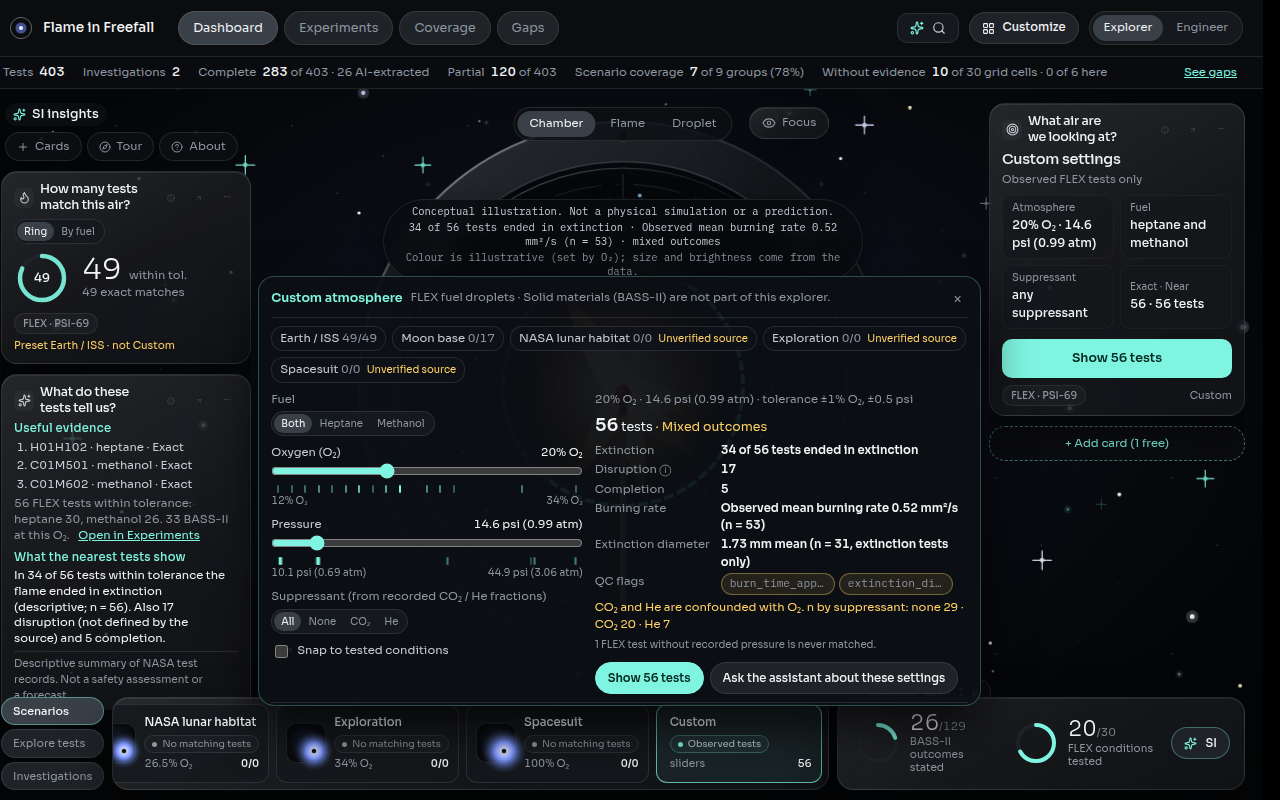 Flame in Freefall
Dashboard
Experiments
Coverage
Gaps
Customize
Explorer
Engineer
Tests 403
Investigations 2
Complete 283 of 403 · 26 AI-extracted
Partial 120 of 403
Scenario coverage 7 of 9 groups (78%)
Without evidence 10 of 30 grid cells · 0 of 6 here
See gaps
SI insights
+ Cards
Tour
About
How many tests
match this air?
Ring
By fuel
49
49 within tol.
49 exact matches
FLEX · PSI-69
Preset Earth / ISS · not Custom
What do these
tests tell us?
Useful evidence
1. H01H102 · heptane · Exact
2. C01M501 · methanol · Exact
3. C01M602 · methanol · Exact
56 FLEX tests within tolerance:
heptane 30, methanol 26. 33 BASS-II
at this O₂. Open in Experiments
What the nearest tests show
In 34 of 56 tests within tolerance the
flame ended in extinction
(descriptive; n = 56). Also 17
disruption (not defined by the
source) and 5 completion.
Descriptive summary of NASA test
records. Not a safety assessment or
a forecast
Chamber
Flame
Droplet
Focus
Conceptual illustration. Not a physical simulation or a prediction.
34 of 56 tests ended in extinction · Observed mean burning rate 0.52
mm²/s (n = 53) · mixed outcomes
Colour is illustrative (set by O₂); size and brightness come from the
data.
Custom atmosphere FLEX fuel droplets · Solid materials (BASS-II) are not part of this explorer.
×
Earth / ISS 49/49
Moon base 0/17
NASA lunar habitat 0/0 Unverified source
Exploration 0/0 Unverified source
Spacesuit 0/0 Unverified source
Fuel
Both
Heptane
Methanol
Oxygen (O₂)
20% O₂
12% O₂
34% O₂
Pressure
14.6 psi (0.99 atm)
10.1 psi (0.69 atm)
44.9 psi (3.06 atm)
Suppressant (from recorded CO₂ / He fractions)
All
None
CO₂
He
Snap to tested conditions
20% O₂ · 14.6 psi (0.99 atm) · tolerance ±1% O₂, ±0.5 psi
56 tests · Mixed outcomes
Extinction 34 of 56 tests ended in extinction
Disruption 17
Completion 5
Burning rate Observed mean burning rate 0.52 mm²/s
(n = 53)
Extinction diameter 1.73 mm mean (n = 31, extinction tests
only)
QC flags burn_time_app… extinction_di…
CO₂ and He are confounded with O₂. n by suppressant: none 29 ·
CO₂ 20 · He 7
1 FLEX test without recorded pressure is never matched.
Show 56 tests
Ask the assistant about these settings
What air are
we looking at?
Custom settings
Observed FLEX tests only
Atmosphere
20% O₂ · 14.6
psi (0.99 atm)
Fuel
heptane and
methanol
Suppressant
any
suppressant
Exact · Near
56 · 56 tests
Show 56 tests
FLEX · PSI-69
Custom
+ Add card (1 free)
Scenarios
Explore tests
Investigations
NASA lunar habitat
No matching tests
26.5% O₂ 0/0
Exploration
No matching tests
34% O₂ 0/0
Spacesuit
No matching tests
100% O₂ 0/0
Custom
Observed tests
sliders 56
26/129
BASS-II
outcomes
stated
20/30
FLEX conditions
tested
SI